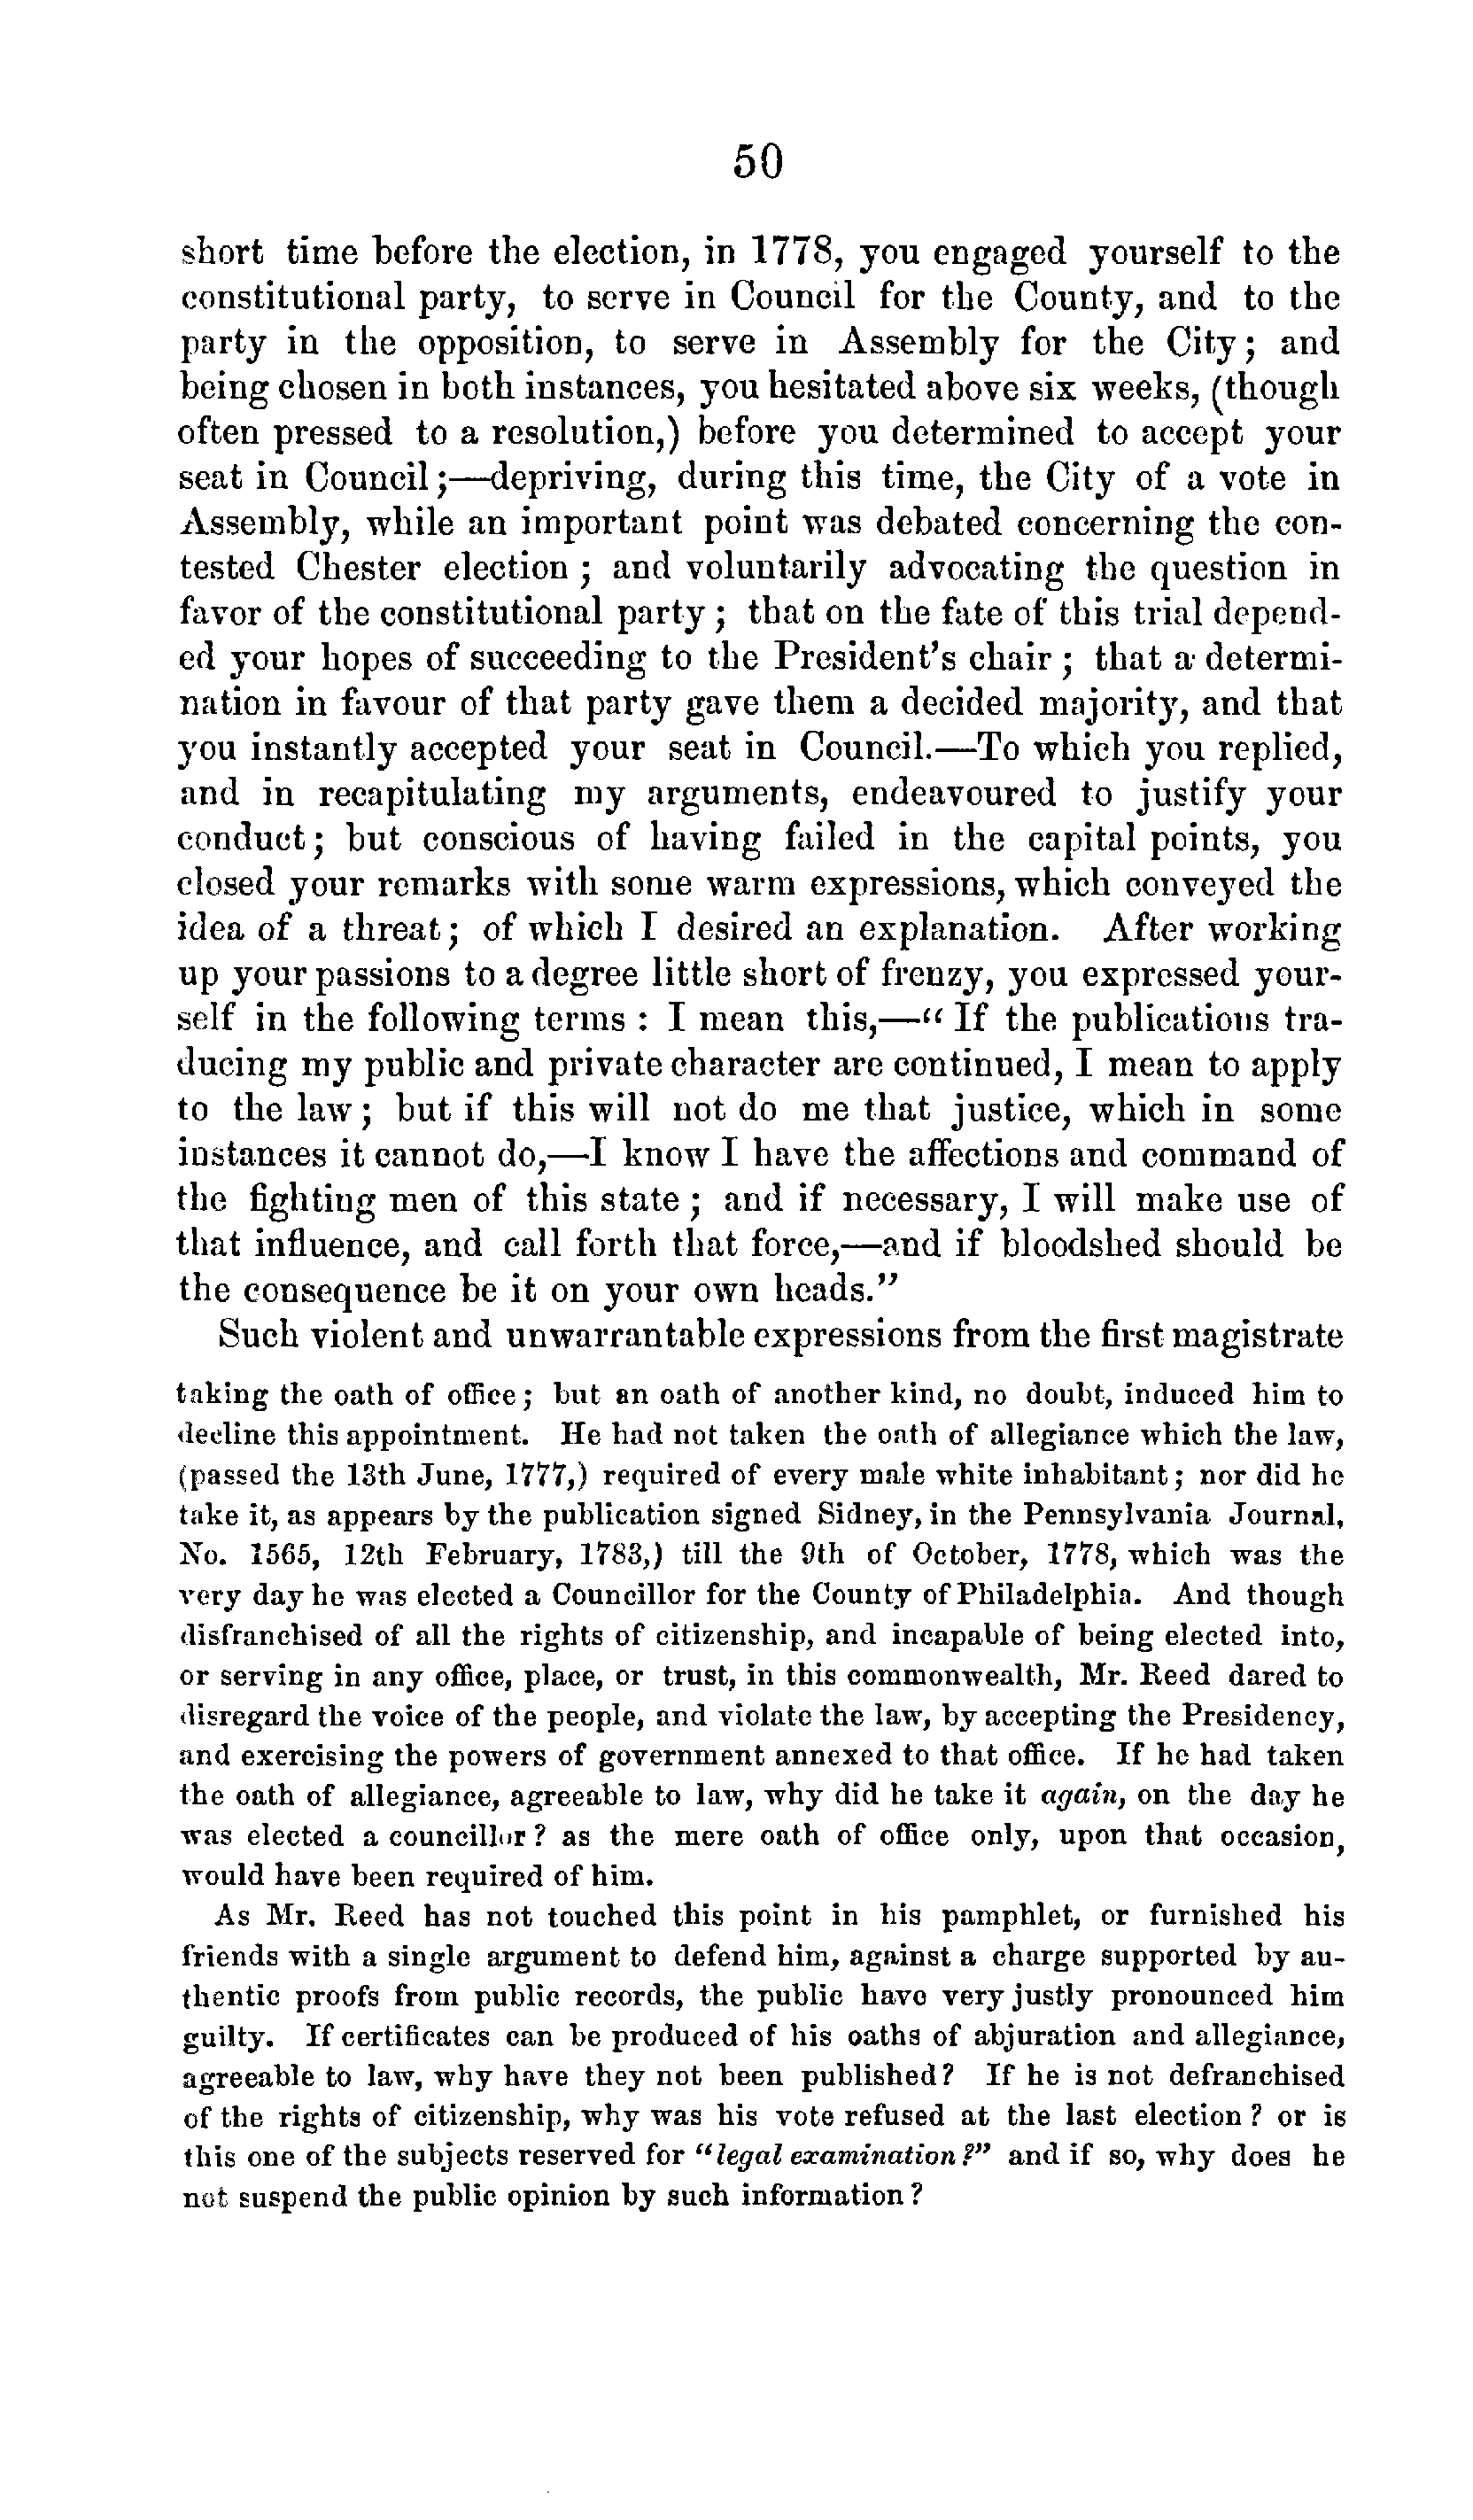 50
short time before the election, in 1778, you engaged yourself to the
constitutional party, to serve in Council for the County, and to the
party in the opposition, to serve in Assembly for the City; and
being chosen in both instances, you hesitated above six weeks, (though
often pressed to a resolution,) before you determined to accept your
seat in Council;—depriving, during this time, the City of a vote in
Assembly, while an important point was debated concerning the con-
tested Chester election; and voluntarily advocating the question in
favor of the constitutional party; that on the fate of this trial depend-
ed your hopes of succeeding to the President's chair; that a determi-
nation in favour of that party gave them a decided majority, and that
you instantly accepted your seat in Council.—To which you replied,
and in recapitulating my arguments, endeavoured to justify your
conduct; but conscious of having failed in the capital points, you
closed your remarks with some warm expressions, which conveyed the
idea of a threat; of which I desired an explanation. After working
up your passions to a degree little short of frenzy, you expressed your-
self in the following terms: I mean this,—"If the publications tra-
ducing my public and private character are continued, I mean to apply
to the law; but if this will not do me that justice, which in some
instances it cannot do,—I know I have the affections and command of
the fighting men of this state; and if necessary, I will make use of
that influence, and call forth that force,—and if bloodshed should be
the consequence be it on your own heads."
Such violent and unwarrantable expressions from the first magistrate
taking the oath of office; but an oath of another kind, no doubt, induced him to
decline this appointment. He had not taken the oath of allegiance which the law,
(passed the 13th June, 1777,) required of every male white inhabitant; nor did he
take it, as appears by the publication signed Sidney, in the Pennsylvania Journal,
No. 1565, 12th February, 1783,) till the 9th of October, 1778, which was the
very day he was elected a Councillor for the County of Philadelphia. And though
disfranchised of all the rights of citizenship, and incapable of being elected into,
or serving in any office, place, or trust, in this commonwealth, Mr. Reed dared to
disregard the voice of the people, and violate the law, by accepting the Presidency,
and exercising the powers of government annexed to that office. If he had taken
the oath of allegiance, agreeable to law, why did he take it again, on the day he
was elected a councillor? as the mere oath of office only, upon that occasion,
would have been required of him.
As Mr. Reed has not touched this point in his pamphlet, or furnished his
friends with a single argument to defend him, against a charge supported by au-
thentic proofs from public records, the public have very justly pronounced him
guilty. If certificates can be produced of his oaths of abjuration and allegiance,
agreeable to law, why have they not been published? If he is not defranchised
of the rights of citizenship, why was his vote refused at the last election? or is
this one of the subjects reserved for "legal examination?" and if so, why does he
not suspend the public opinion by such information?